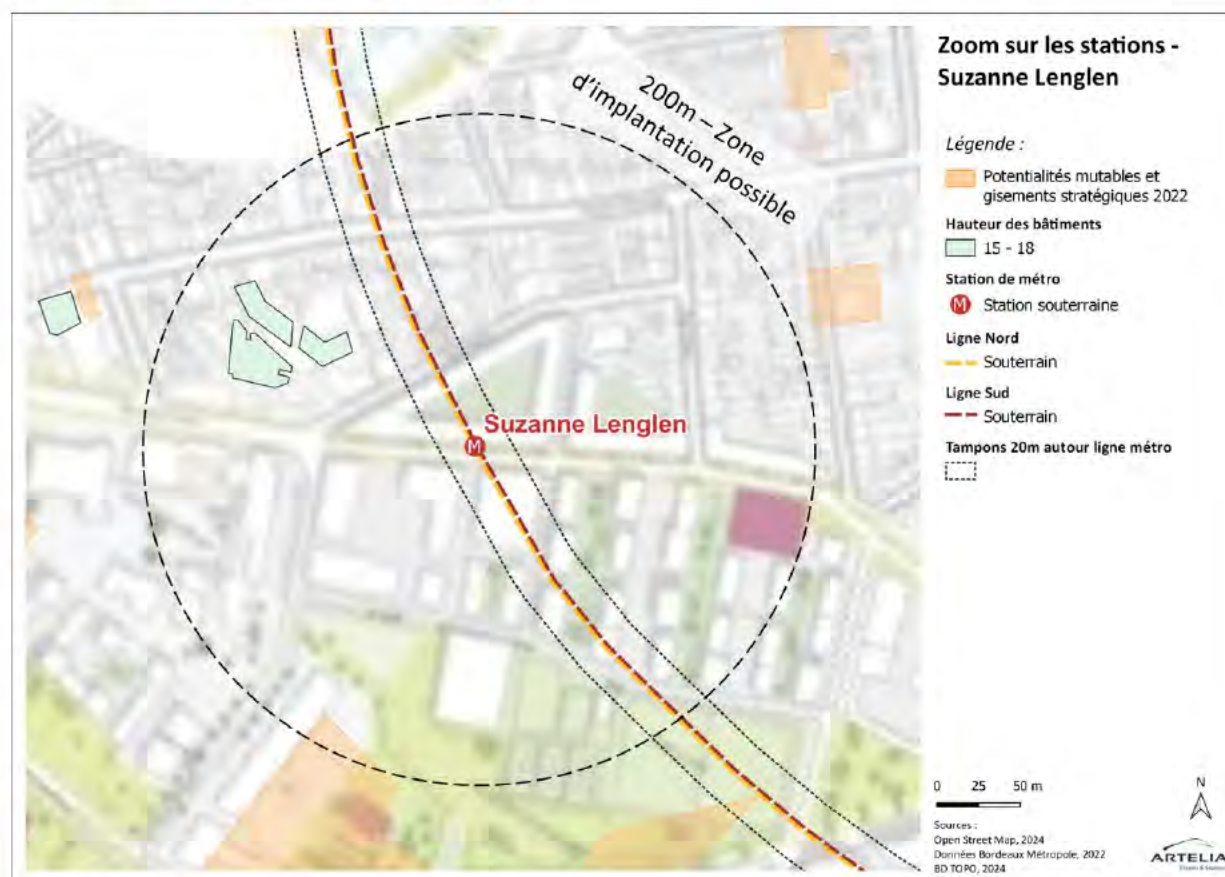 200m – Zone
d'implantation possible
M Suzanne Lenglen
Zoom sur les stations -
Suzanne Lenglen
Légende :
Potentialités mutables et
gisements stratégiques 2022
Hauteur des bâtiments
15 - 18
Station de métro
M Station souterraine
Ligne Nord
Souterrain
Ligne Sud
Souterrain
Tampons 20m autour ligne métro
0 25 50 m
N
Sources :
Open Street Map, 2024
Données Bordeaux Métropole, 2022
BD TOPO, 2024
ARTELIA